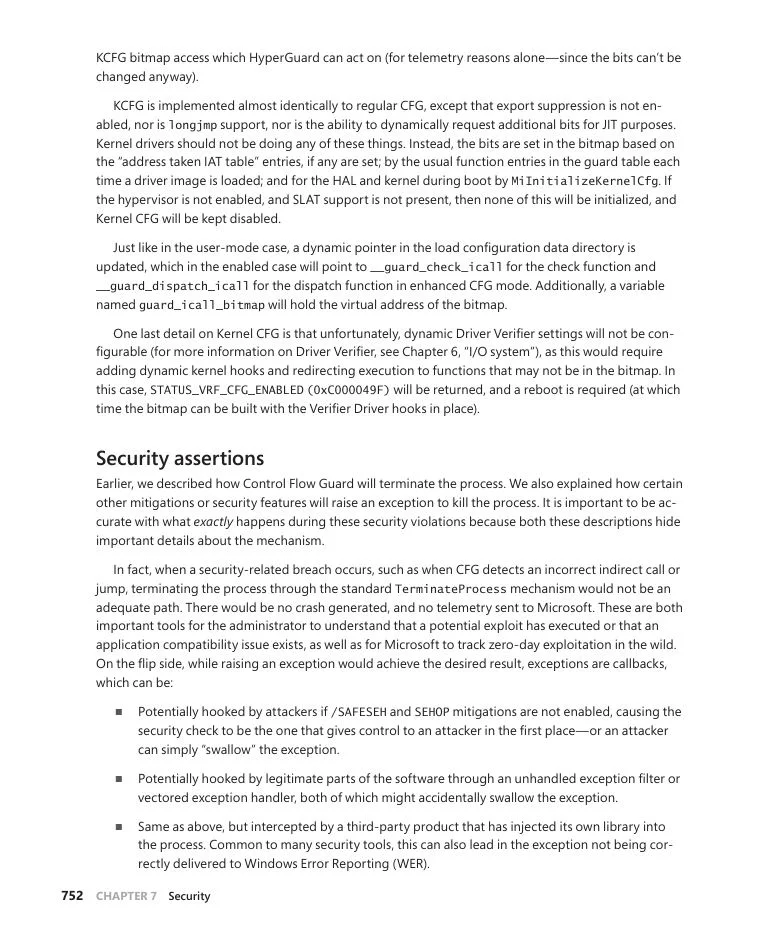 KCFG bitmap access which HyperGuard can act on (for telemetry reasons alone—since the bits can’t be
changed anyway).
KCFG is implemented almost identically to regular CFG, except that export suppression is not en-
abled, nor is longjmp support, nor is the ability to dynamically request additional bits for JIT purposes.
Kernel drivers should not be doing any of these things. Instead, the bits are set in the bitmap based on
the “address taken IAT table” entries, if any are set; by the usual function entries in the guard table each
time a driver image is loaded; and for the HAL and kernel during boot by MiInitializeKernelCfg. If
the hypervisor is not enabled, and SLAT support is not present, then none of this will be initialized, and
Kernel CFG will be kept disabled.
Just like in the user-mode case, a dynamic pointer in the load configuration data directory is
updated, which in the enabled case will point to __guard_check_icall for the check function and
__guard_dispatch_icall for the dispatch function in enhanced CFG mode. Additionally, a variable
named guard_icall_bitmap will hold the virtual address of the bitmap.
One last detail on Kernel CFG is that unfortunately, dynamic Driver Verifier settings will not be con-
figurable (for more information on Driver Verifier, see Chapter 6, “I/O system”), as this would require
adding dynamic kernel hooks and redirecting execution to functions that may not be in the bitmap. In
this case, STATUS_VRF_CFG_ENABLED (0xC000049F) will be returned, and a reboot is required (at which
time the bitmap can be built with the Verifier Driver hooks in place).
Security assertions
Earlier, we described how Control Flow Guard will terminate the process. We also explained how certain
other mitigations or security features will raise an exception to kill the process. It is important to be ac-
curate with what exactly happens during these security violations because both these descriptions hide
important details about the mechanism.
In fact, when a security-related breach occurs, such as when CFG detects an incorrect indirect call or
jump, terminating the process through the standard TerminateProcess mechanism would not be an
adequate path. There would be no crash generated, and no telemetry sent to Microsoft. These are both
important tools for the administrator to understand that a potential exploit has executed or that an
application compatibility issue exists, as well as for Microsoft to track zero-day exploitation in the wild.
On the flip side, while raising an exception would achieve the desired result, exceptions are callbacks,
which can be:
■ Potentially hooked by attackers if /SAFESEH and SEHOP mitigations are not enabled, causing the
security check to be the one that gives control to an attacker in the first place—or an attacker
can simply “swallow” the exception.
■ Potentially hooked by legitimate parts of the software through an unhandled exception filter or
vectored exception handler, both of which might accidentally swallow the exception.
■ Same as above, but intercepted by a third-party product that has injected its own library into
the process. Common to many security tools, this can also lead in the exception not being cor-
rectly delivered to Windows Error Reporting (WER).
752 CHAPTER 7 Security